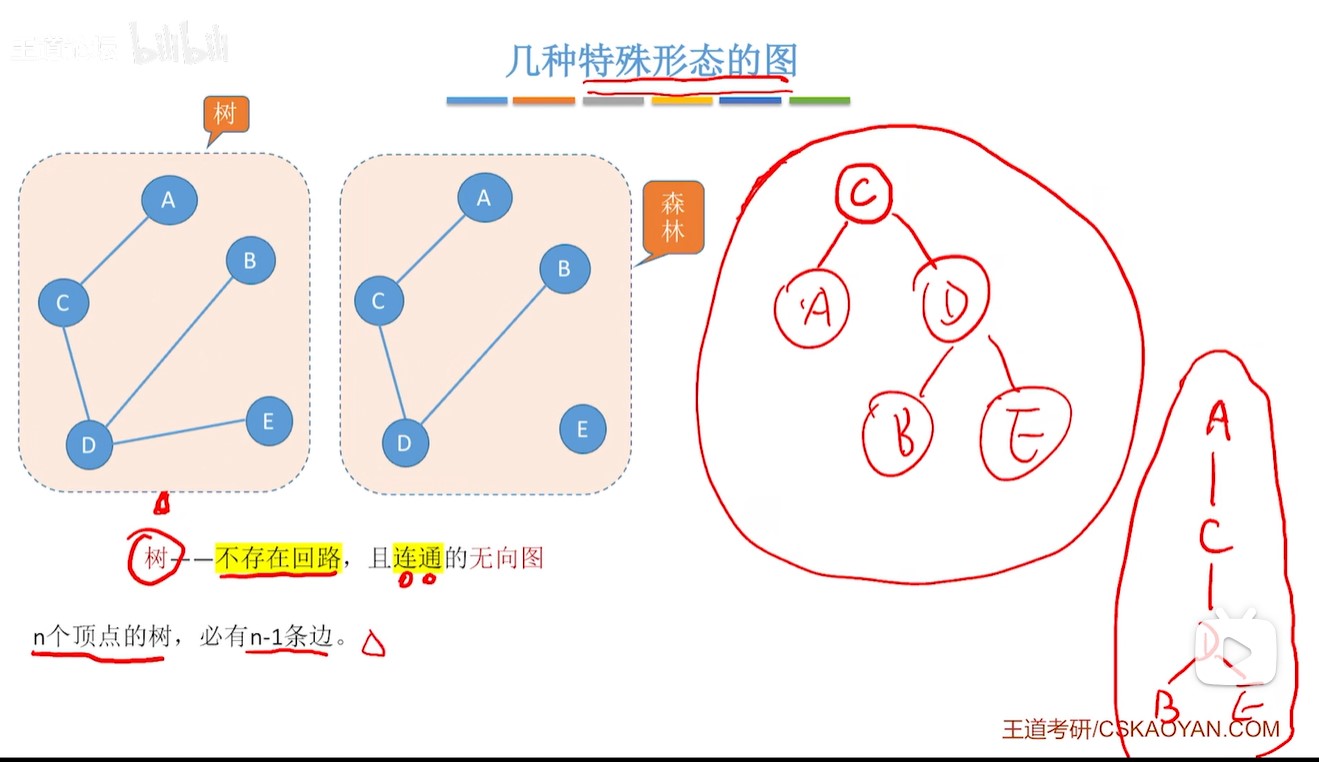 王道论坛 bilibili
几种特殊形态的图
树
A
B
C
D
E
A
B
C
D
E
森
林
C
A
D
B
E
A
C
D
B
E
树——不存在回路，且连通的无向图
n个顶点的树，必有n-1条边。
王道考研/CSKAOYAN.COM